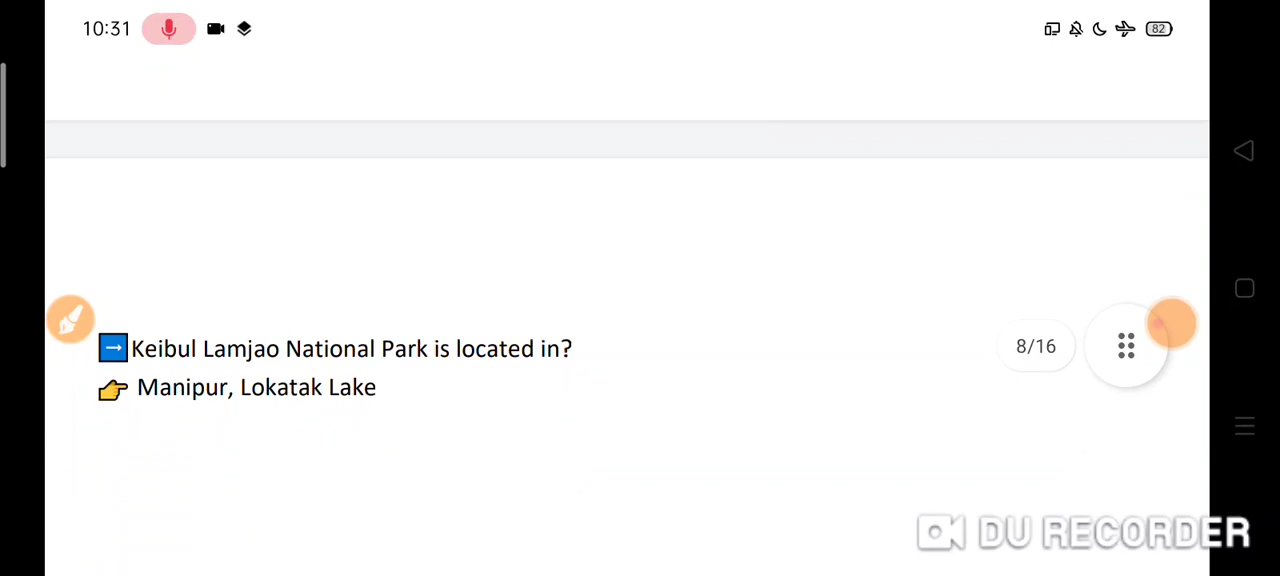 10:31
82
➡Keibul Lamjao National Park is located in?
8/16
👉 Manipur, Lokatak Lake
DU RECORDER